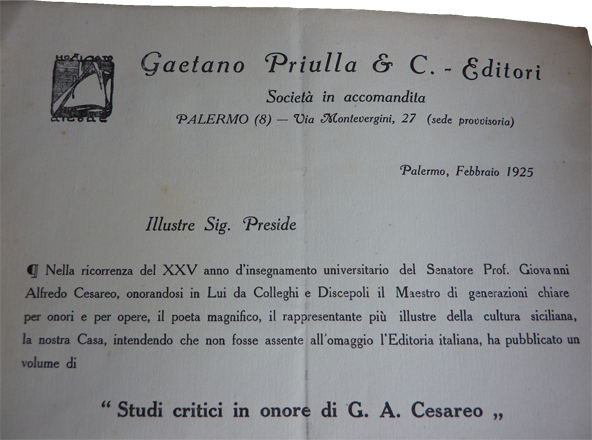 Gaetano Priulla & C. - Editori
Società in accomandita
PALERMO (8) — Via Montevergini, 27 (sede provvisoria)
Palermo, Febbraio 1925
Illustre Sig. Preside
¶ Nella ricorrenza del XXV anno d'insegnamento universitario del Senatore Prof. Giovanni
Alfredo Cesareo, onorandosi in Lui da Colleghi e Discepoli il Maestro di generazioni chiare
per onori e per opere, il poeta magnifico, il rappresentante più illustre della cultura siciliana,
la nostra Casa, intendendo che non fosse assente all'omaggio l'Editoria italiana, ha pubblicato un
volume di
“ Studi critici in onore di G. A. Cesareo „